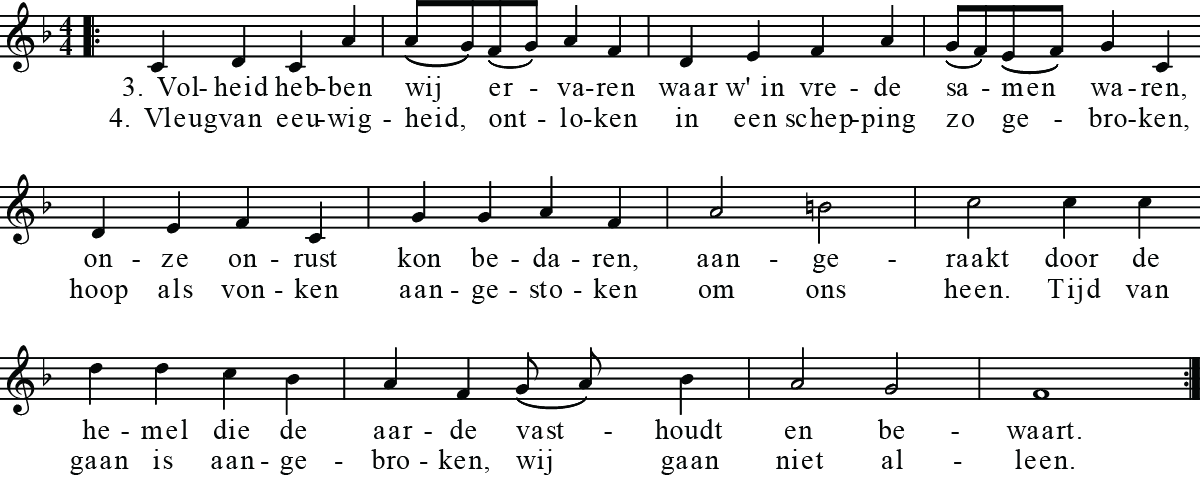 3. Vol- heid heb-ben wij er - va-ren waar w' in vre - de sa - men wa-ren,
4. Vleugvan eeu-wig - heid, ont - lo-ken in een schep-ping zo ge - bro-ken,
on - ze on - rust kon be - da - ren, aan - ge - raakt door de
hoop als von - ken aan - ge - sto - ken om ons heen. Tijd van
he - mel die de aar - de vast - houdt en be - waart.
gaan is aan - ge - bro - ken, wij gaan niet al - leen.